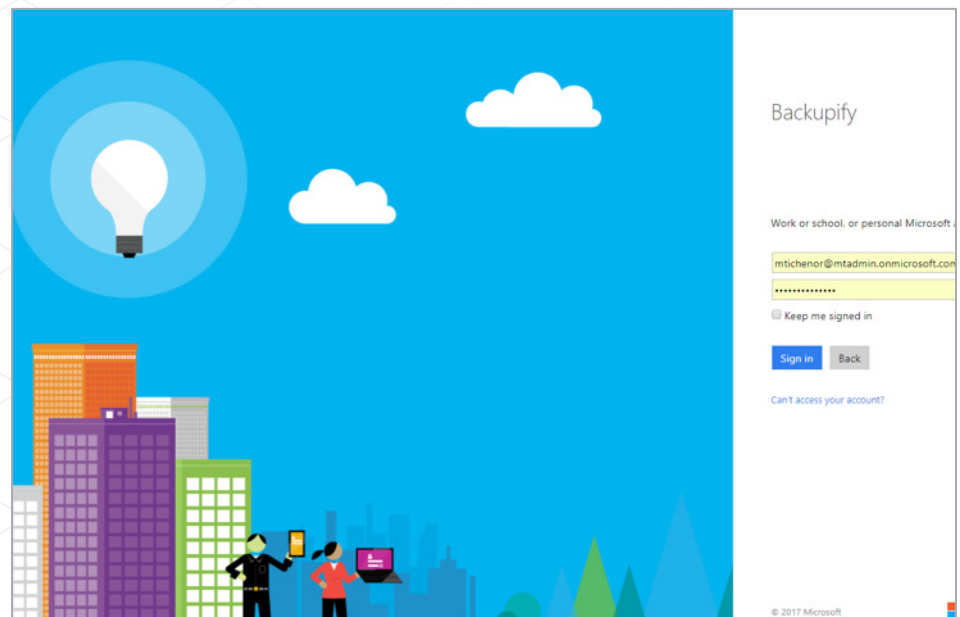 Backupify
Work or school, or personal Microsoft
mtichenor@mtadmin.onmicrosoft.com
Keep me signed in
Sign in
Back
Can't access your account?
© 2017 Microsoft